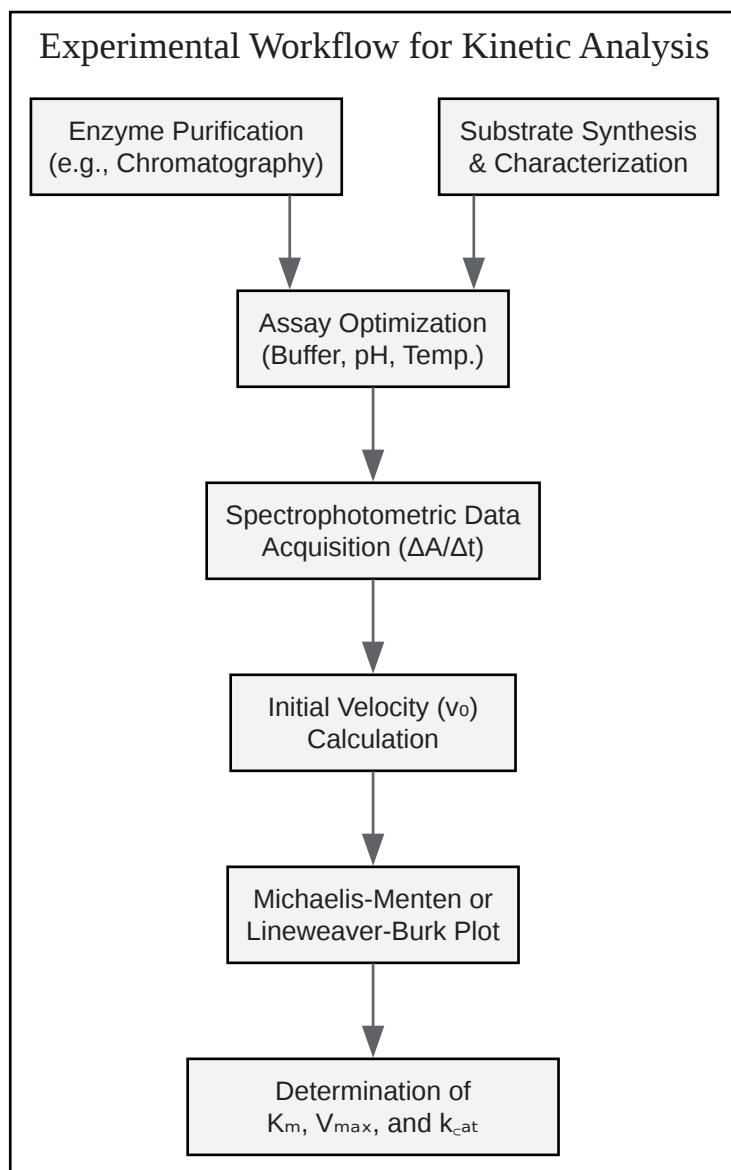 Experimental Workflow for Kinetic Analysis
Enzyme Purification
(e.g., Chromatography)
Substrate Synthesis
& Characterization
Assay Optimization
(Buffer, pH, Temp.)
Spectrophotometric Data
Acquisition (ΔA/Δt)
Initial Velocity (v₀)
Calculation
Michaelis-Menten or
Lineweaver-Burk Plot
Determination of
Kₘ, Vₘₐₓ, and k꜀ₐₜ